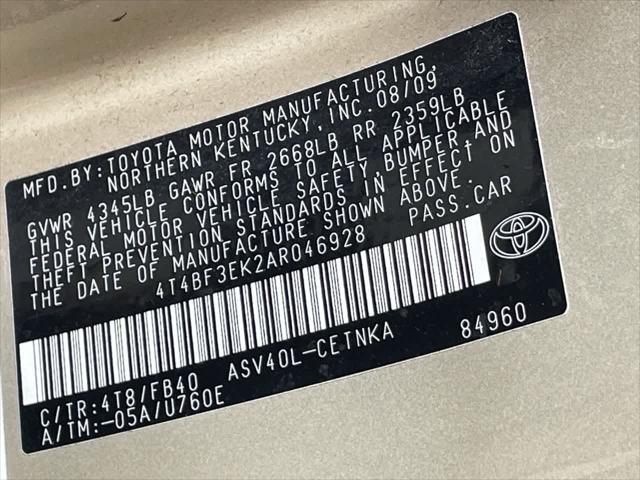 MFD.BY:TOYOTA MOTOR MANUFACTURING,
NORTHERN KENTUCKY,INC.08/09
GVWR 4345LB GAWR FR 2668LB RR 2359LB
THIS VEHICLE CONFORMS TO ALL APPLICABLE
FEDERAL MOTOR VEHICLE SAFETY,BUMPER,AND
THEFT PREVENTION STANDARDS IN EFFECT ON
THE DATE OF MANUFACTURE SHOWN ABOVE.
4T4BF3EK2AR046928 PASS.CAR
C/TR:4T8/FB40 ASV40L-CETNKA 84960
A/TM:-05A/U760E